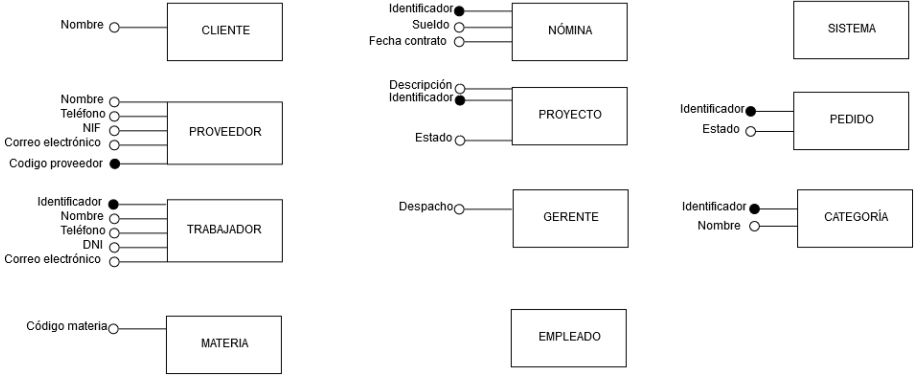 Nombre
CLIENTE
Identificador
Sueldo
Fecha contrato
NÓMINA
SISTEMA
Nombre
Teléfono
NIF
Correo electrónico
Codigo proveedor
PROVEEDOR
Descripción
Identificador
Estado
PROYECTO
Identificador
Estado
PEDIDO
Identificador
Nombre
Teléfono
DNI
Correo electrónico
TRABAJADOR
Despacho
GERENTE
Identificador
Nombre
CATEGORÍA
Código materia
MATERIA
EMPLEADO